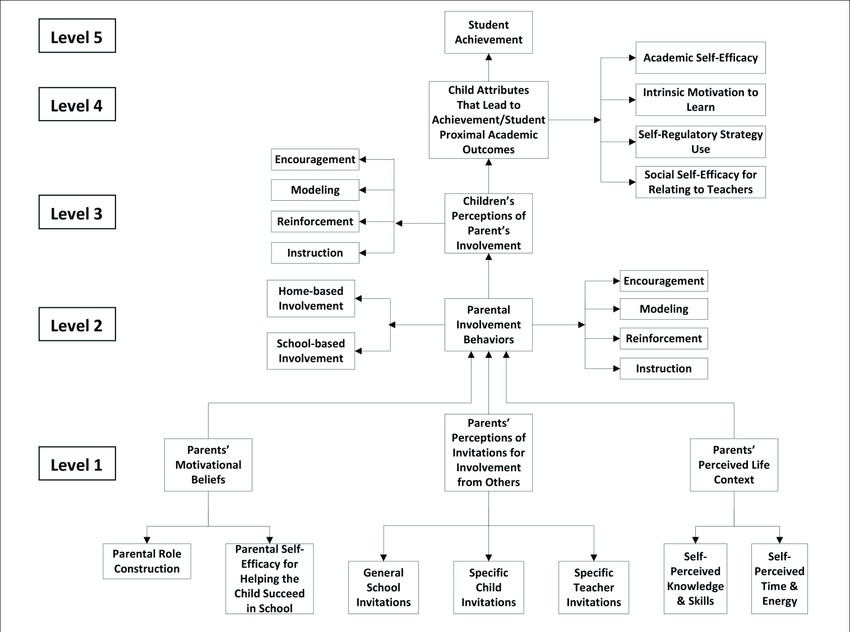 Level 5
Student
Achievement
Level 4
Child Attributes
That Lead to
Achievement/Student
Proximal Academic
Outcomes
Academic Self-Efficacy
Intrinsic Motivation to
Learn
Self-Regulatory Strategy
Use
Social Self-Efficacy for
Relating to Teachers
Level 3
Encouragement
Modeling
Reinforcement
Instruction
Children’s
Perceptions of
Parent’s
Involvement
Level 2
Home-based
Involvement
School-based
Involvement
Parental
Involvement
Behaviors
Encouragement
Modeling
Reinforcement
Instruction
Level 1
Parents’
Motivational
Beliefs
Parents’
Perceptions of
Invitations for
Involvement
from Others
Parents’
Perceived Life
Context
Parental Role
Construction
Parental Self-
Efficacy for
Helping the
Child Succeed
in School
General
School
Invitations
Specific
Child
Invitations
Specific
Teacher
Invitations
Self-
Perceived
Knowledge
& Skills
Self-
Perceived
Time &
Energy